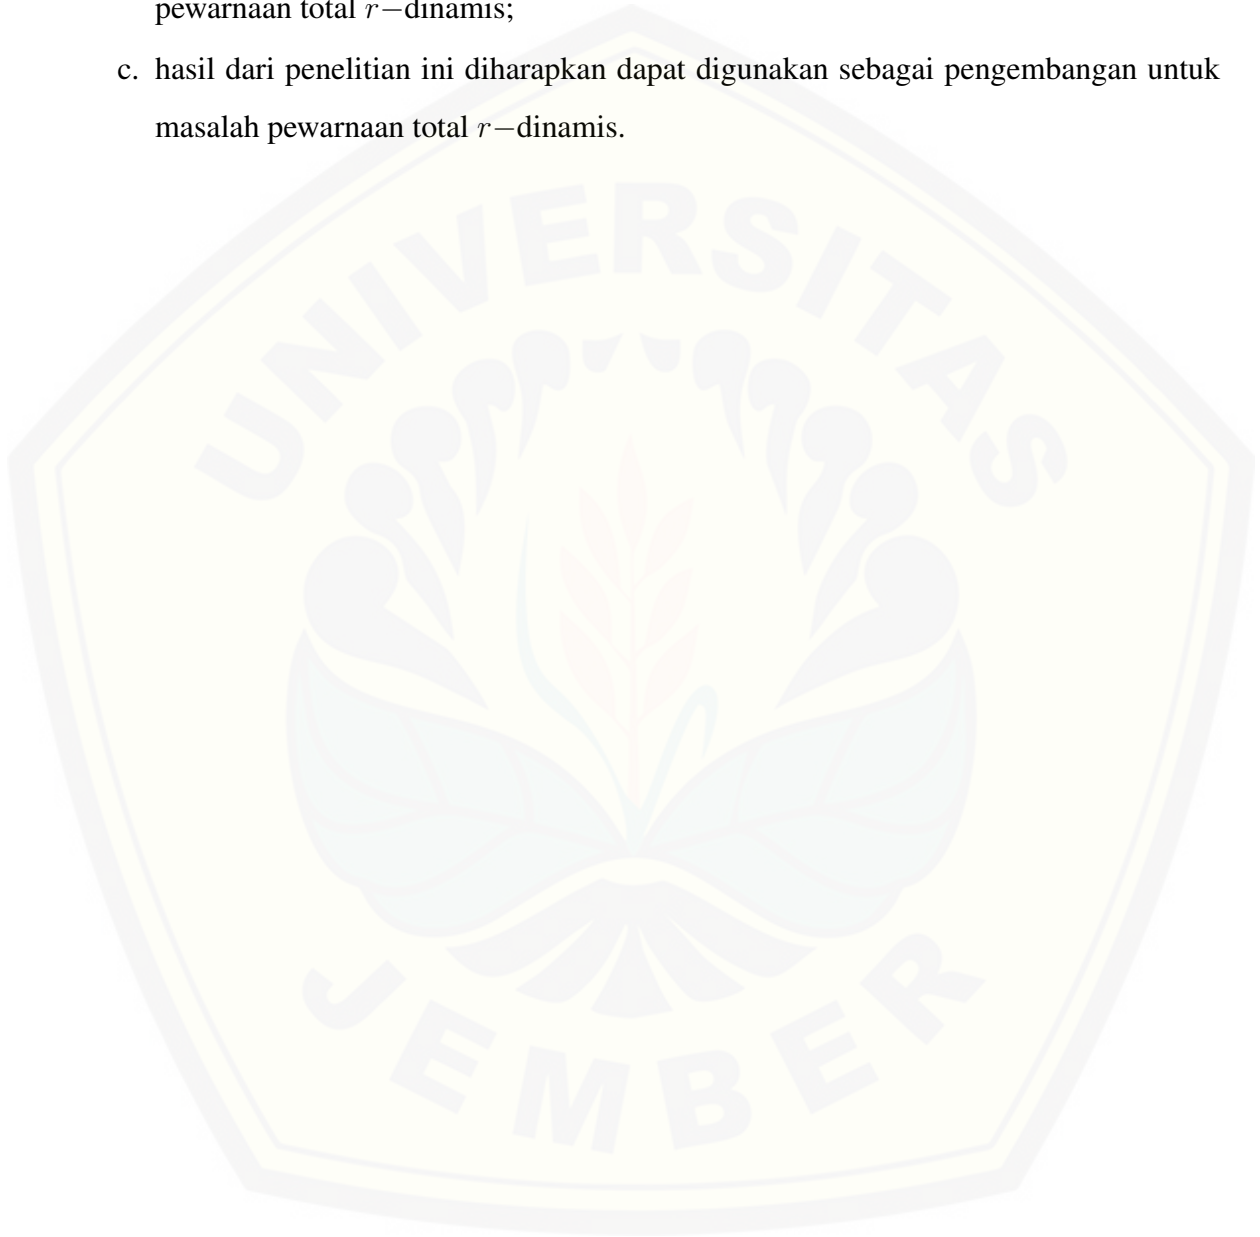 pewarnaan total r−dinamis;
c. hasil dari penelitian ini diharapkan dapat digunakan sebagai pengembangan untuk
masalah pewarnaan total r−dinamis.
UNIVERSITAS
JEMBER